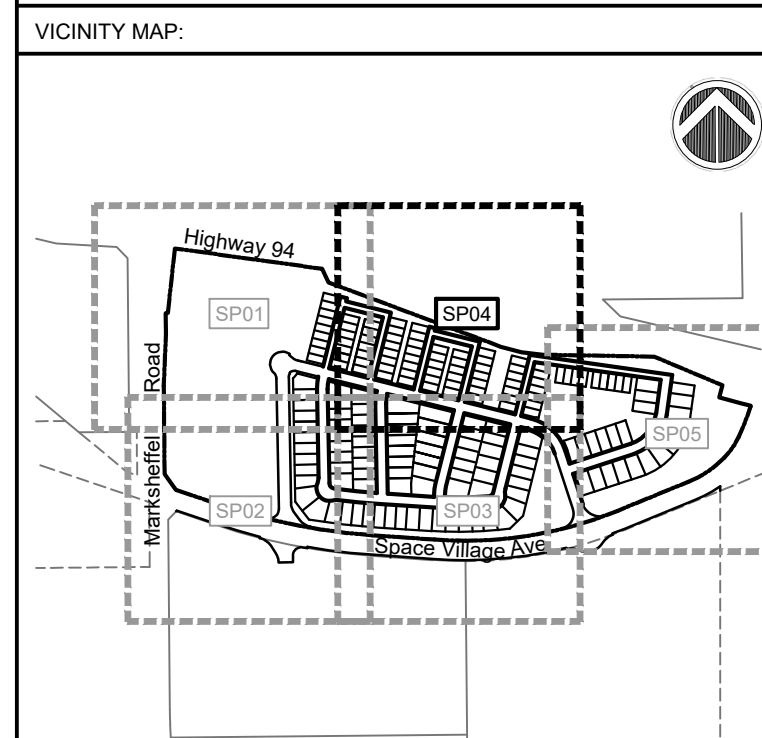 VICINITY MAP:
Highway 94
SP01
SP04
Marksheffel Road
SP05
SP02
SP03
Space Village Ave